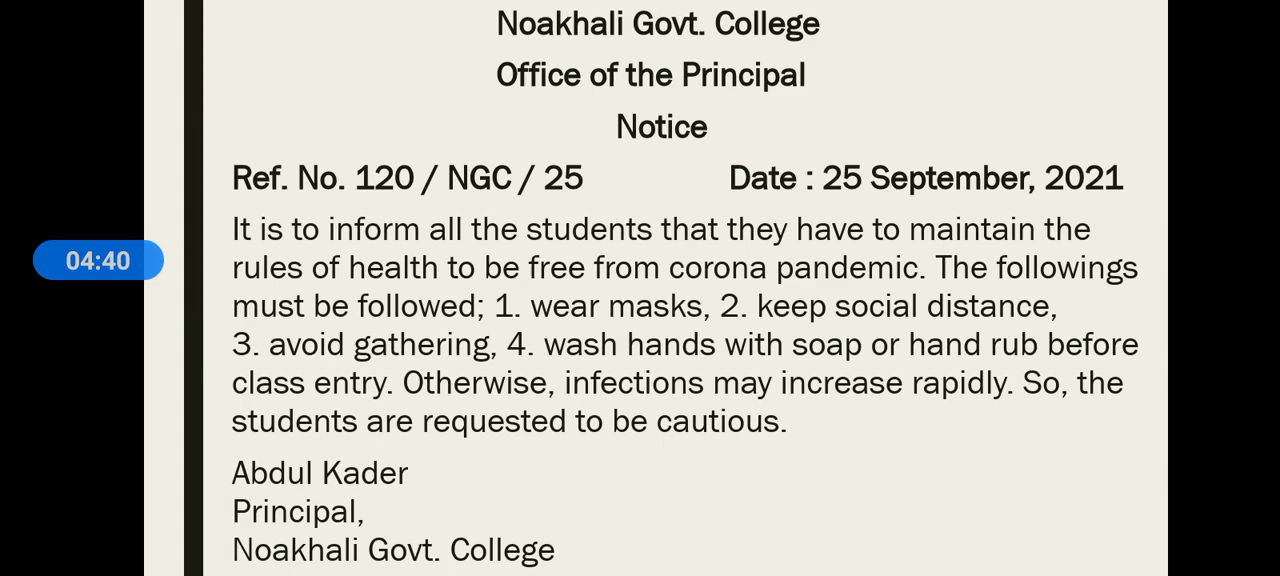 Noakhali Govt. College
Office of the Principal
Notice
Ref. No. 120 / NGC / 25 Date : 25 September, 2021
It is to inform all the students that they have to maintain the
rules of health to be free from corona pandemic. The followings
must be followed; 1. wear masks, 2. keep social distance,
3. avoid gathering, 4. wash hands with soap or hand rub before
class entry. Otherwise, infections may increase rapidly. So, the
students are requested to be cautious.
Abdul Kader
Principal,
Noakhali Govt. College
04:40